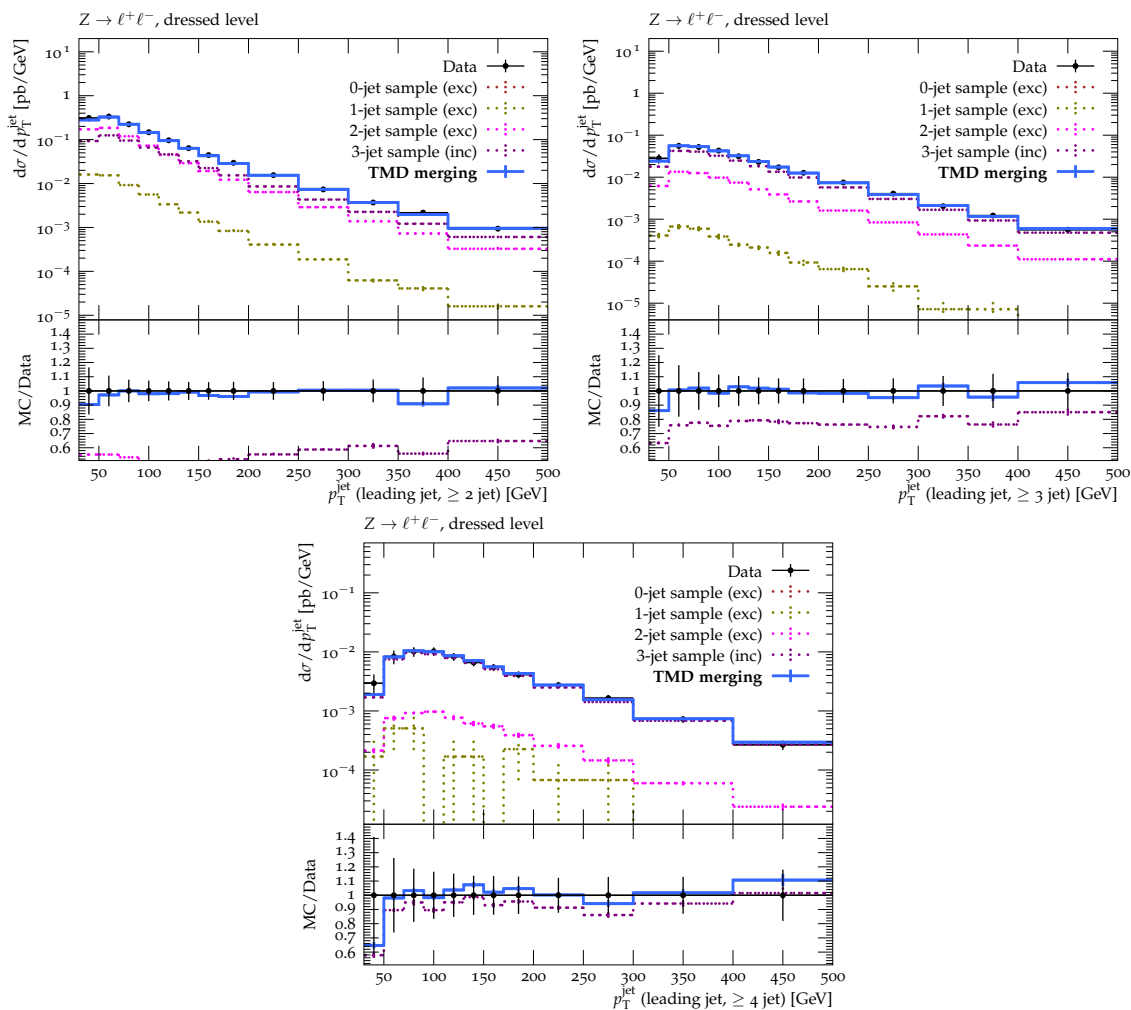 Z → ℓ⁺ℓ⁻, dressed level
dσ/dp_T^jet [pb/GeV]
10¹
1
10⁻¹
10⁻²
10⁻³
10⁻⁴
10⁻⁵
Data
0-jet sample (exc)
1-jet sample (exc)
2-jet sample (exc)
3-jet sample (inc)
TMD merging
MC/Data
1.4
1.3
1.2
1.1
1.0
0.9
0.8
0.7
0.6
50 100 150 200 250 300 350 400 450 500
p_T^jet (leading jet, ≥ 2 jet) [GeV]
Z → ℓ⁺ℓ⁻, dressed level
dσ/dp_T^jet [pb/GeV]
10¹
1
10⁻¹
10⁻²
10⁻³
10⁻⁴
10⁻⁵
Data
0-jet sample (exc)
1-jet sample (exc)
2-jet sample (exc)
3-jet sample (inc)
TMD merging
MC/Data
1.4
1.3
1.2
1.1
1.0
0.9
0.8
0.7
0.6
50 100 150 200 250 300 350 400 450 500
p_T^jet (leading jet, ≥ 3 jet) [GeV]
Z → ℓ⁺ℓ⁻, dressed level
dσ/dp_T^jet [pb/GeV]
10⁻¹
10⁻²
10⁻³
10⁻⁴
Data
0-jet sample (exc)
1-jet sample (exc)
2-jet sample (exc)
3-jet sample (inc)
TMD merging
MC/Data
1.4
1.3
1.2
1.1
1.0
0.9
0.8
0.7
0.6
50 100 150 200 250 300 350 400 450 500
p_T^jet (leading jet, ≥ 4 jet) [GeV]